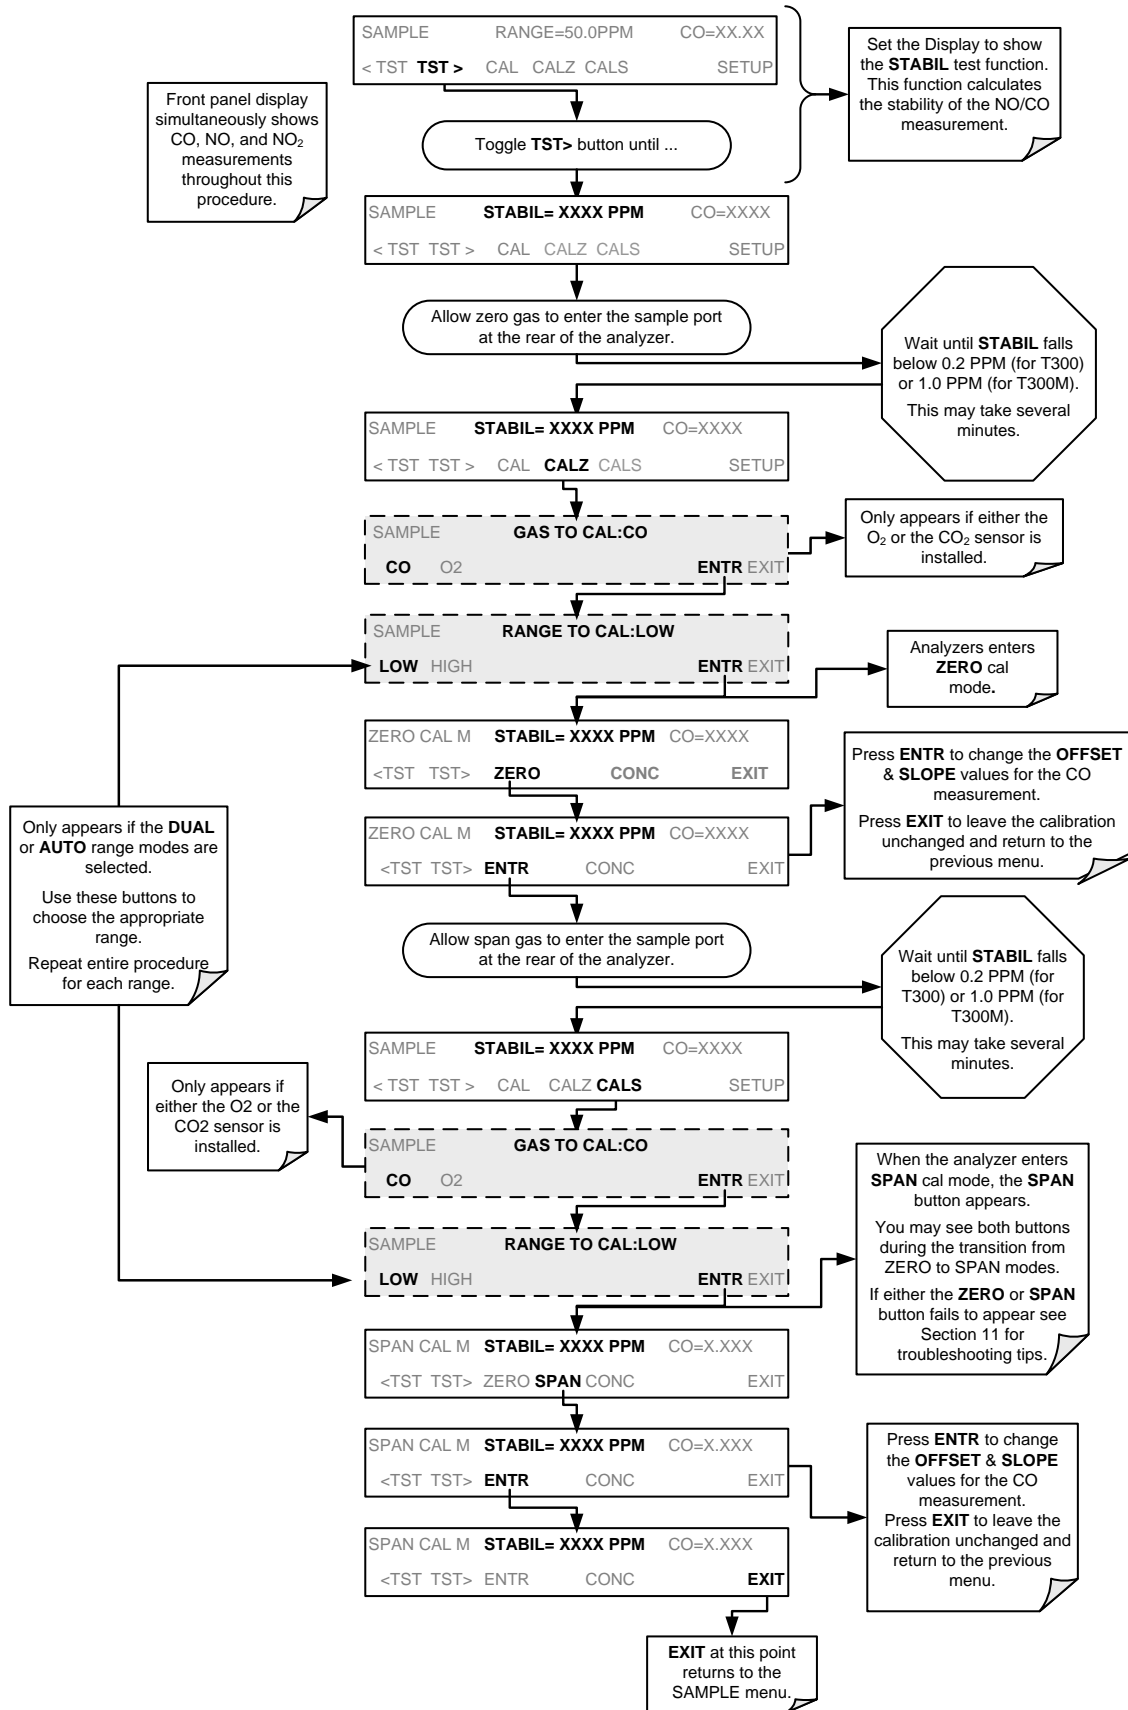 SAMPLE RANGE=50.0PPM CO=XX.XX
< TST TST > CAL CALZ CALS SETUP
Set the Display to show
the STABIL test function.
This function calculates
the stability of the NO/CO
measurement.
Front panel display
simultaneously shows
CO, NO, and NO₂
measurements
throughout this
procedure.
Toggle TST> button until ...
SAMPLE STABIL= XXXX PPM CO=XXXX
< TST TST > CAL CALZ CALS SETUP
Allow zero gas to enter the sample port
at the rear of the analyzer.
Wait until STABIL falls
below 0.2 PPM (for T300)
or 1.0 PPM (for T300M).
This may take several
minutes.
SAMPLE STABIL= XXXX PPM CO=XXXX
< TST TST > CAL CALZ CALS SETUP
SAMPLE GAS TO CAL:CO
CO O2 ENTR EXIT
Only appears if either the
O₂ or the CO₂ sensor is
installed.
SAMPLE RANGE TO CAL:LOW
LOW HIGH ENTR EXIT
Analyzers enters
ZERO cal
mode.
ZERO CAL M STABIL= XXXX PPM CO=XXXX
<TST TST> ZERO CONC EXIT
Press ENTR to change the OFFSET
& SLOPE values for the CO
measurement.
Press EXIT to leave the calibration
unchanged and return to the
previous menu.
Only appears if the DUAL
or AUTO range modes are
selected.
Use these buttons to
choose the appropriate
range.
Repeat entire procedure
for each range.
ZERO CAL M STABIL= XXXX PPM CO=XXXX
<TST TST> ENTR CONC EXIT
Allow span gas to enter the sample port
at the rear of the analyzer.
Wait until STABIL falls
below 0.2 PPM (for
T300) or 1.0 PPM (for
T300M).
This may take several
minutes.
SAMPLE STABIL= XXXX PPM CO=XXXX
< TST TST > CAL CALZ CALS SETUP
Only appears if
either the O2 or the
CO2 sensor is
installed.
SAMPLE GAS TO CAL:CO
CO O2 ENTR EXIT
When the analyzer enters
SPAN cal mode, the SPAN
button appears.
You may see both buttons
during the transition from
ZERO to SPAN modes.
If either the ZERO or SPAN
button fails to appear see
Section 11 for
troubleshooting tips.
SAMPLE RANGE TO CAL:LOW
LOW HIGH ENTR EXIT
SPAN CAL M STABIL= XXXX PPM CO=X.XXX
<TST TST> ZERO SPAN CONC EXIT
SPAN CAL M STABIL= XXXX PPM CO=X.XXX
<TST TST> ENTR CONC EXIT
Press ENTR to change
the OFFSET & SLOPE
values for the CO
measurement.
Press EXIT to leave the
calibration unchanged and
return to the previous
menu.
SPAN CAL M STABIL= XXXX PPM CO=X.XXX
<TST TST> ENTR CONC EXIT
EXIT at this point
returns to the
SAMPLE menu.